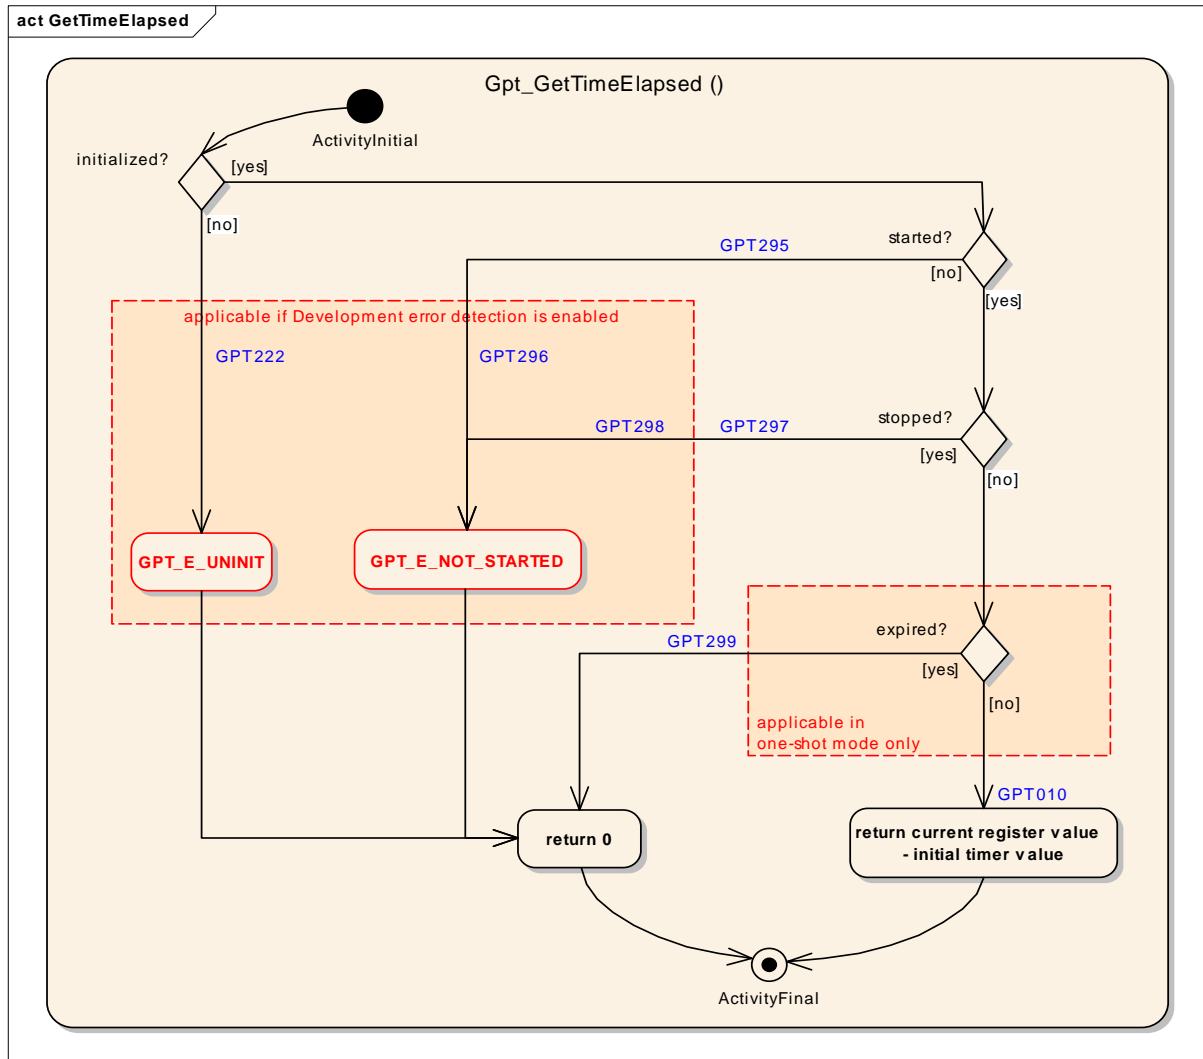 act GetTimeElapsed
Gpt_GetTimeElapsed ()
ActivityInitial
initialized?
[yes]
[no]
started?
GPT295
[no]
[yes]
applicable if Development error detection is enabled
GPT222
GPT296
stopped?
GPT298
GPT297
[yes]
[no]
GPT_E_UNINIT
GPT_E_NOT_STARTED
expired?
GPT299
[yes]
[no]
applicable in
one-shot mode only
GPT010
return 0
return current register value
- initial timer value
ActivityFinal